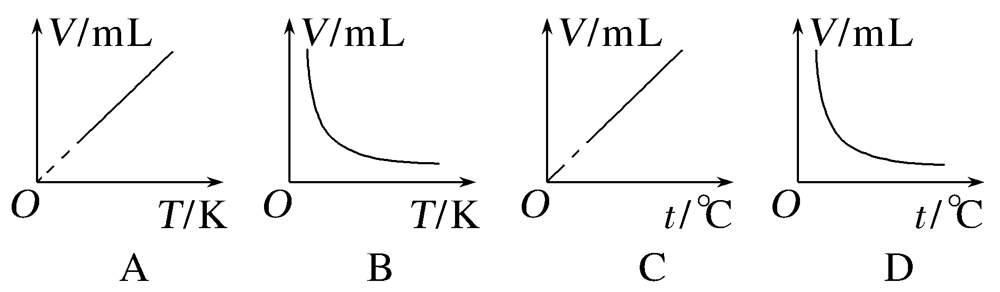 V/mL V/mL V/mL V/mL
O T/K O T/K O t/℃ O t/℃
A B C D